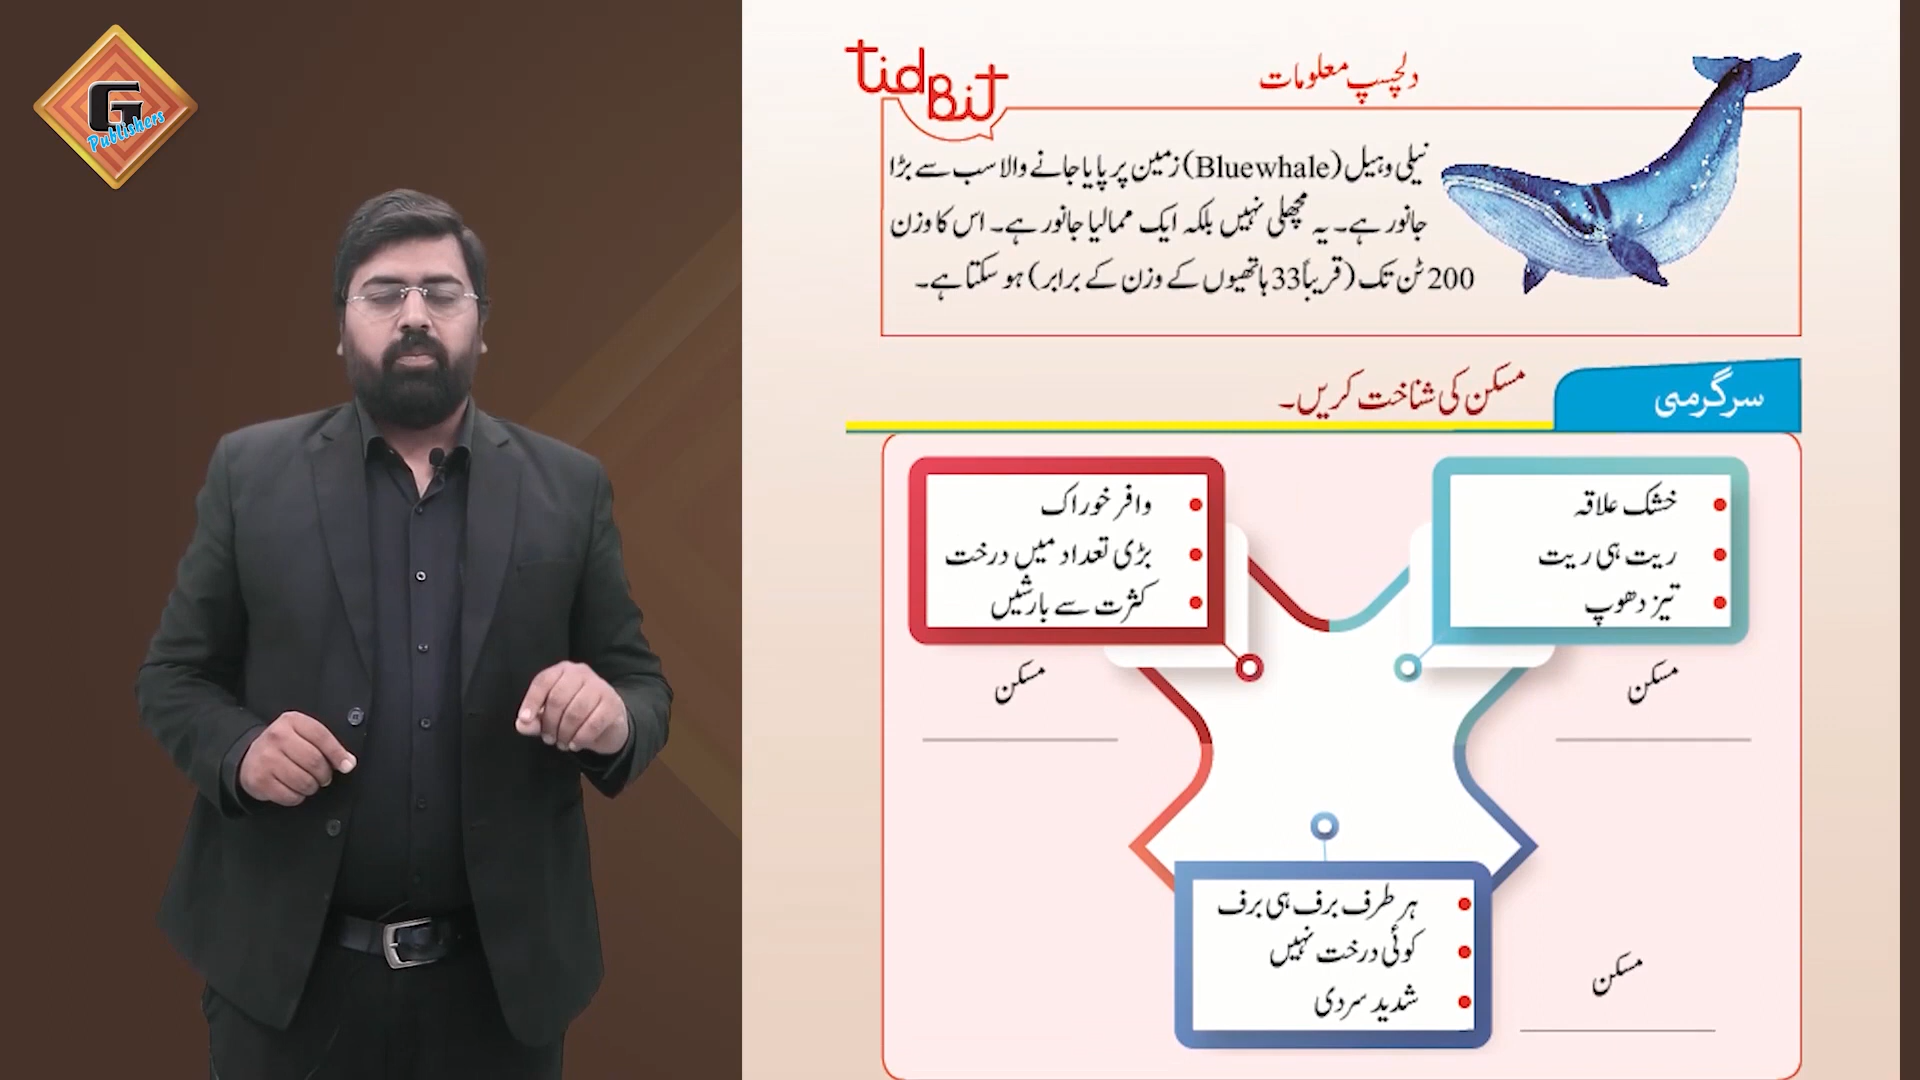 G
Publishers
tidBit
دلچسپ معلومات
نیلی وہیل (Bluewhale) زمین پر پایا جانے والا سب سے بڑا
جانور ہے۔ یہ مچھلی نہیں بلکہ ایک ممالیا جانور ہے۔ اس کا وزن
200 ٹن تک (قریباً 33 ہاتھیوں کے وزن کے برابر) ہو سکتا ہے۔
سرگرمی
مسکن کی شناخت کریں۔
خشک علاقہ
ریت ہی ریت
تیز دھوپ
مسکن
وافر خوراک
بڑی تعداد میں درخت
کثرت سے بارشیں
مسکن
ہر طرف برف ہی برف
کوئی درخت نہیں
شدید سردی
مسکن